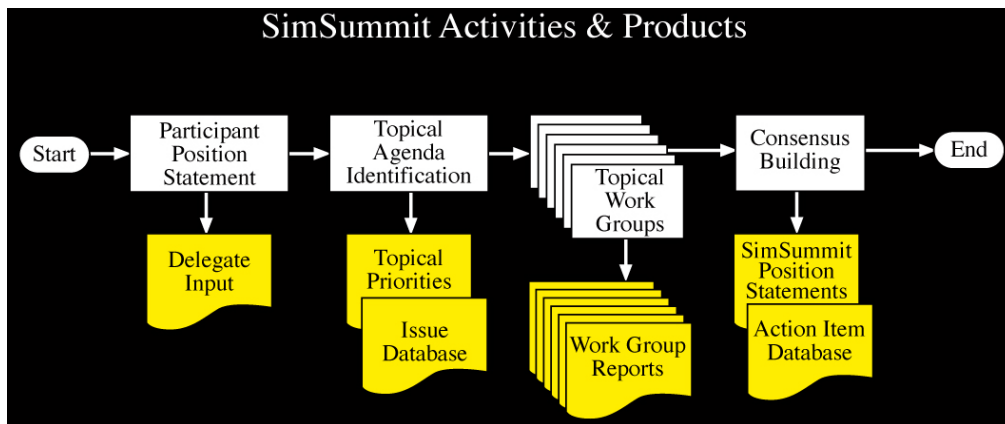 SimSummit Activities & Products
Start
Participant
Position
Statement
Topical
Agenda
Identification
Topical
Work
Groups
Consensus
Building
End
Delegate
Input
Topical
Priorities
Issue
Database
Work Group
Reports
SimSummit
Position
Statements
Action Item
Database